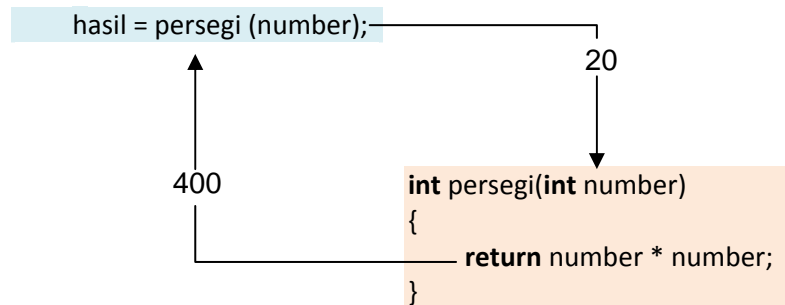 hasil = persegi (number);
20
400
int persegi(int number)
{
return number * number;
}